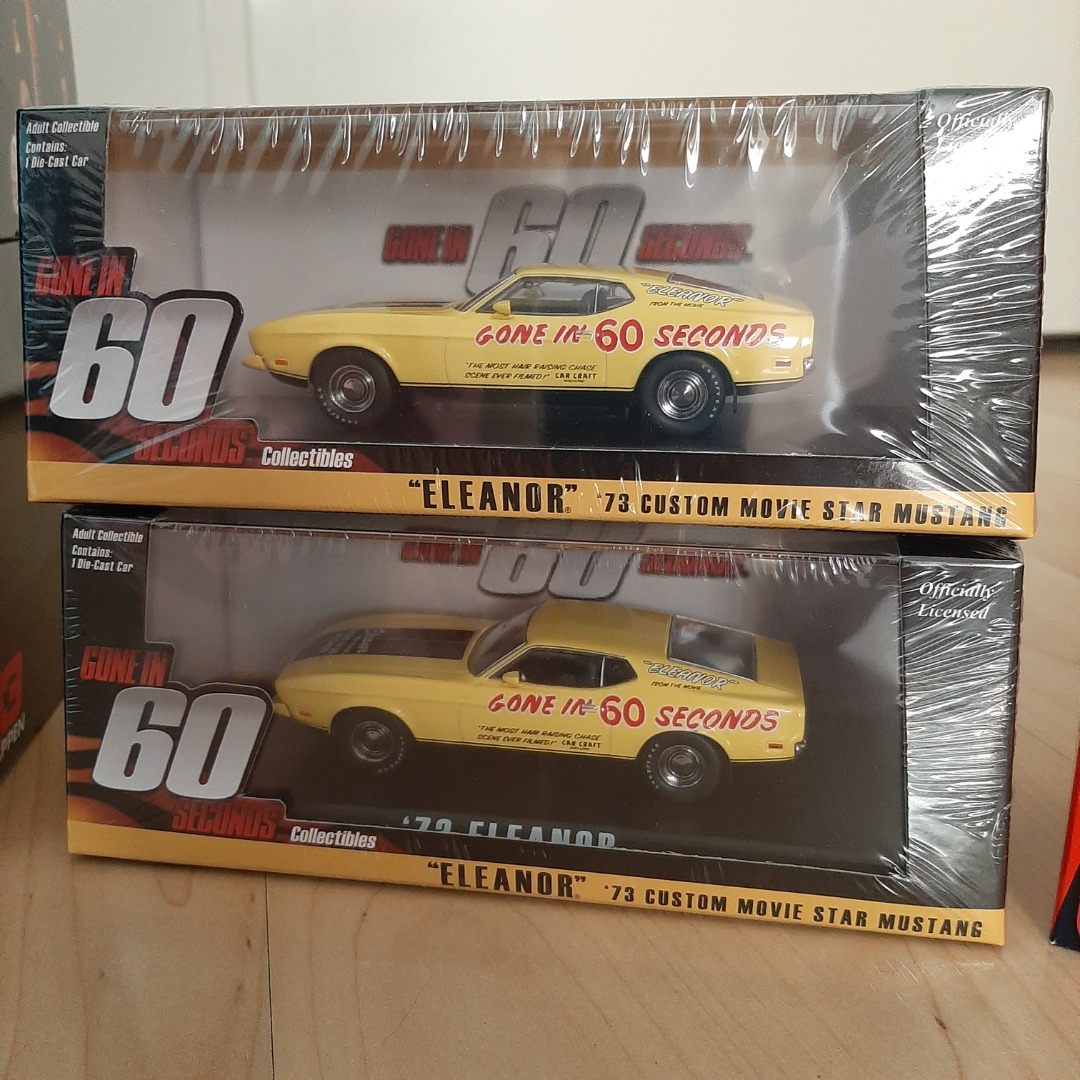 Adult Collectible
Contains:
1 Die-Cast Car
Officially
GONE IN 60 SECONDS
GONE IN
60
SECONDS
Collectibles
"ELEANOR"
FROM THE MOVIE
GONE IN 60 SECONDS
"THE MOST HAIR RAISING CHASE
SCENE EVER FILMED!" CAR CRAFT
MAGAZINE
"ELEANOR"® '73 CUSTOM MOVIE STAR MUSTANG
Adult Collectible
Contains:
1 Die-Cast Car
Officially
Licensed
GONE IN 60 SECONDS
GONE IN
60
SECONDS
Collectibles
"ELEANOR"
FROM THE MOVIE
GONE IN 60 SECONDS
"THE MOST HAIR RAISING CHASE
SCENE EVER FILMED!" CAR CRAFT
MAGAZINE
'73 ELEANOR
"ELEANOR"® '73 CUSTOM MOVIE STAR MUSTANG